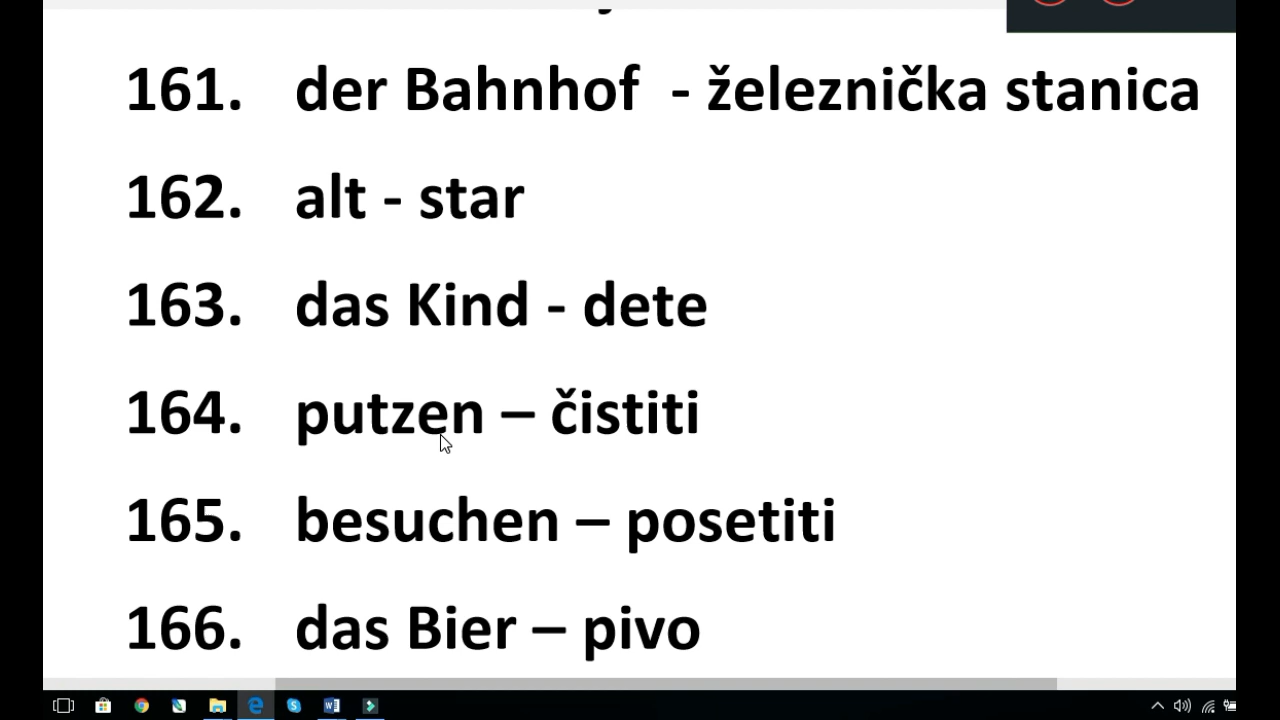 161. der Bahnhof - železnička stanica
162. alt - star
163. das Kind - dete
164. putzen – čistiti
165. besuchen – posetiti
166. das Bier – pivo